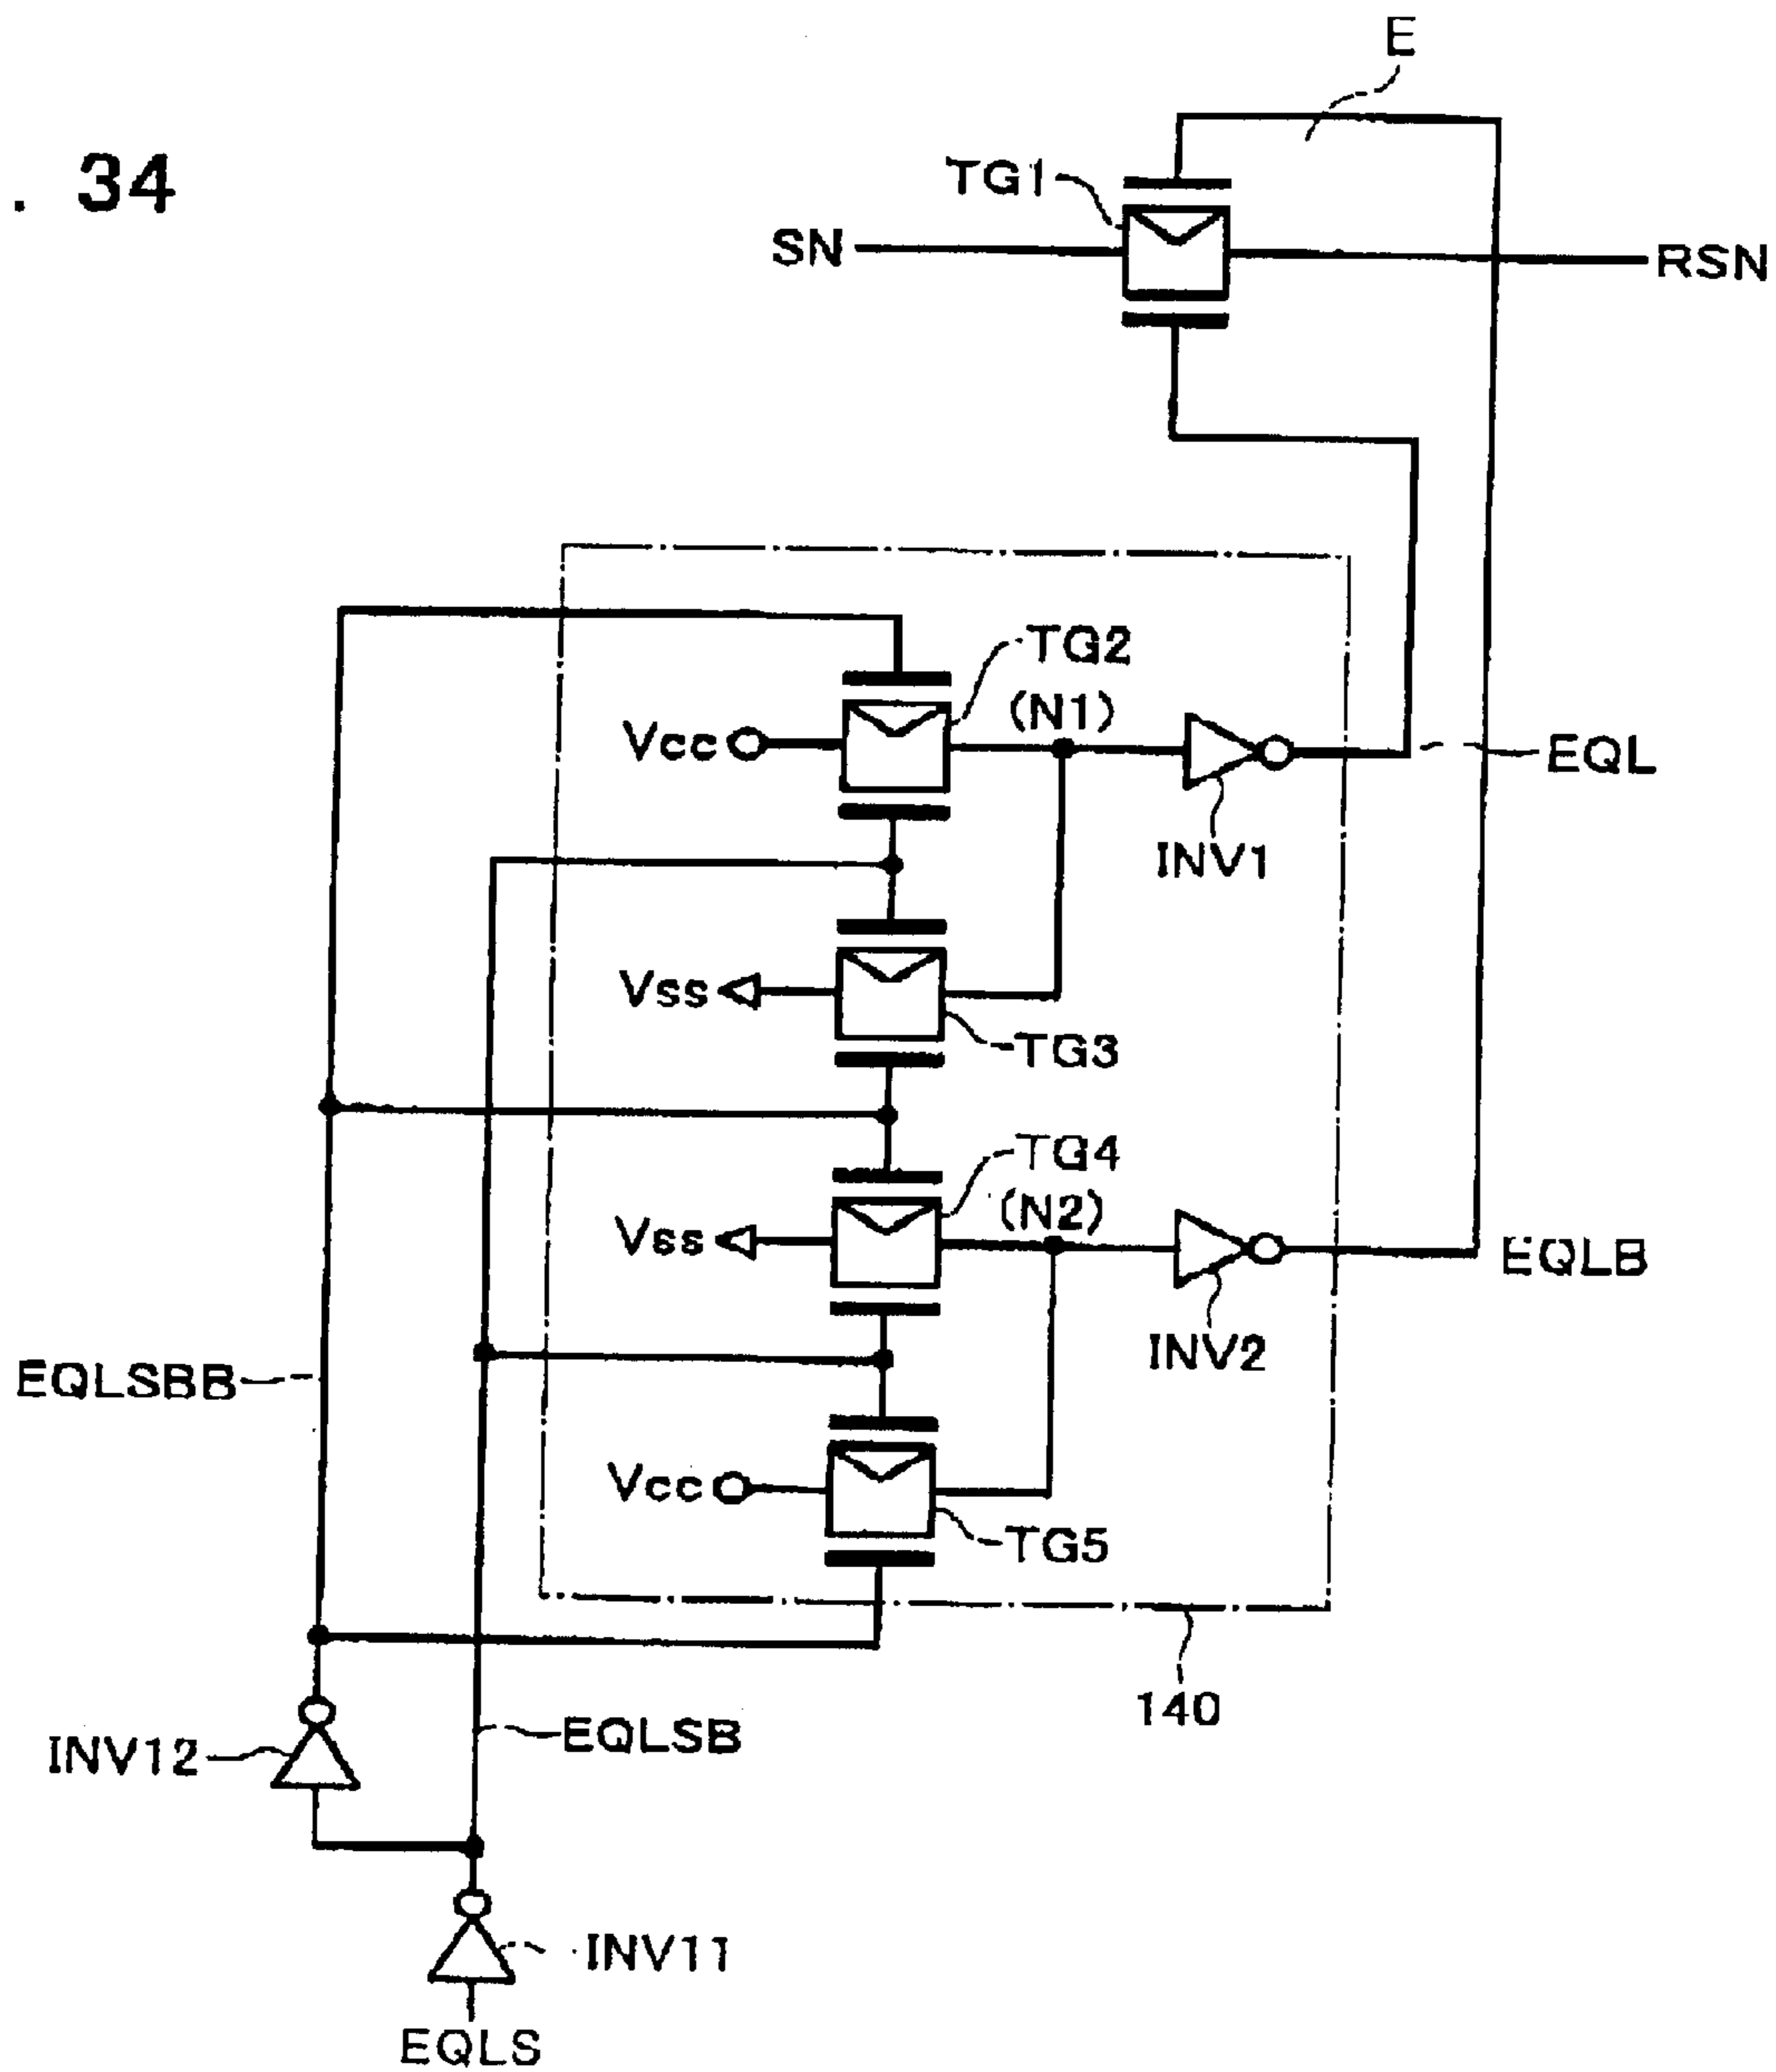 . 34
E
TG1
SN
RSN
TG2
(N1)
Vcc
EQL
INV1
Vss
TG3
TG4
(N2)
Vss
EQLB
INV2
EQLSBB
Vcc
TG5
140
INV12
EQLSB
INV11
EQLS